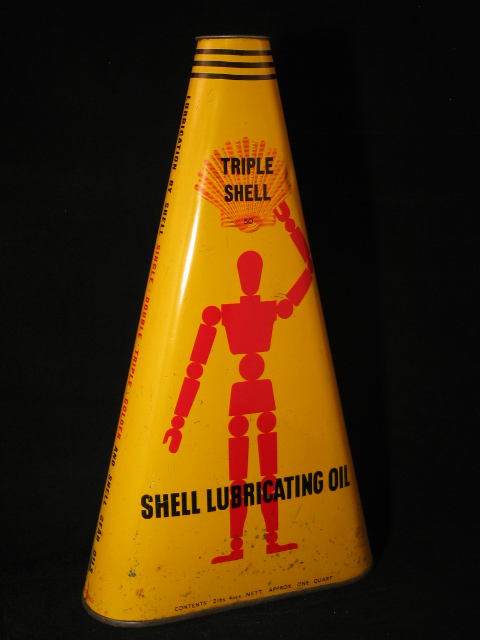 TRIPLE
SHELL
50
SHELL LUBRICATING OIL
CONTENTS 2lbs. 4ozs. NETT. APPROX. ONE QUART
LUBRICATION BY SHELL SINGLE · DOUBLE · TRIPLE · GOLDEN AND SHELL GEAR OILS